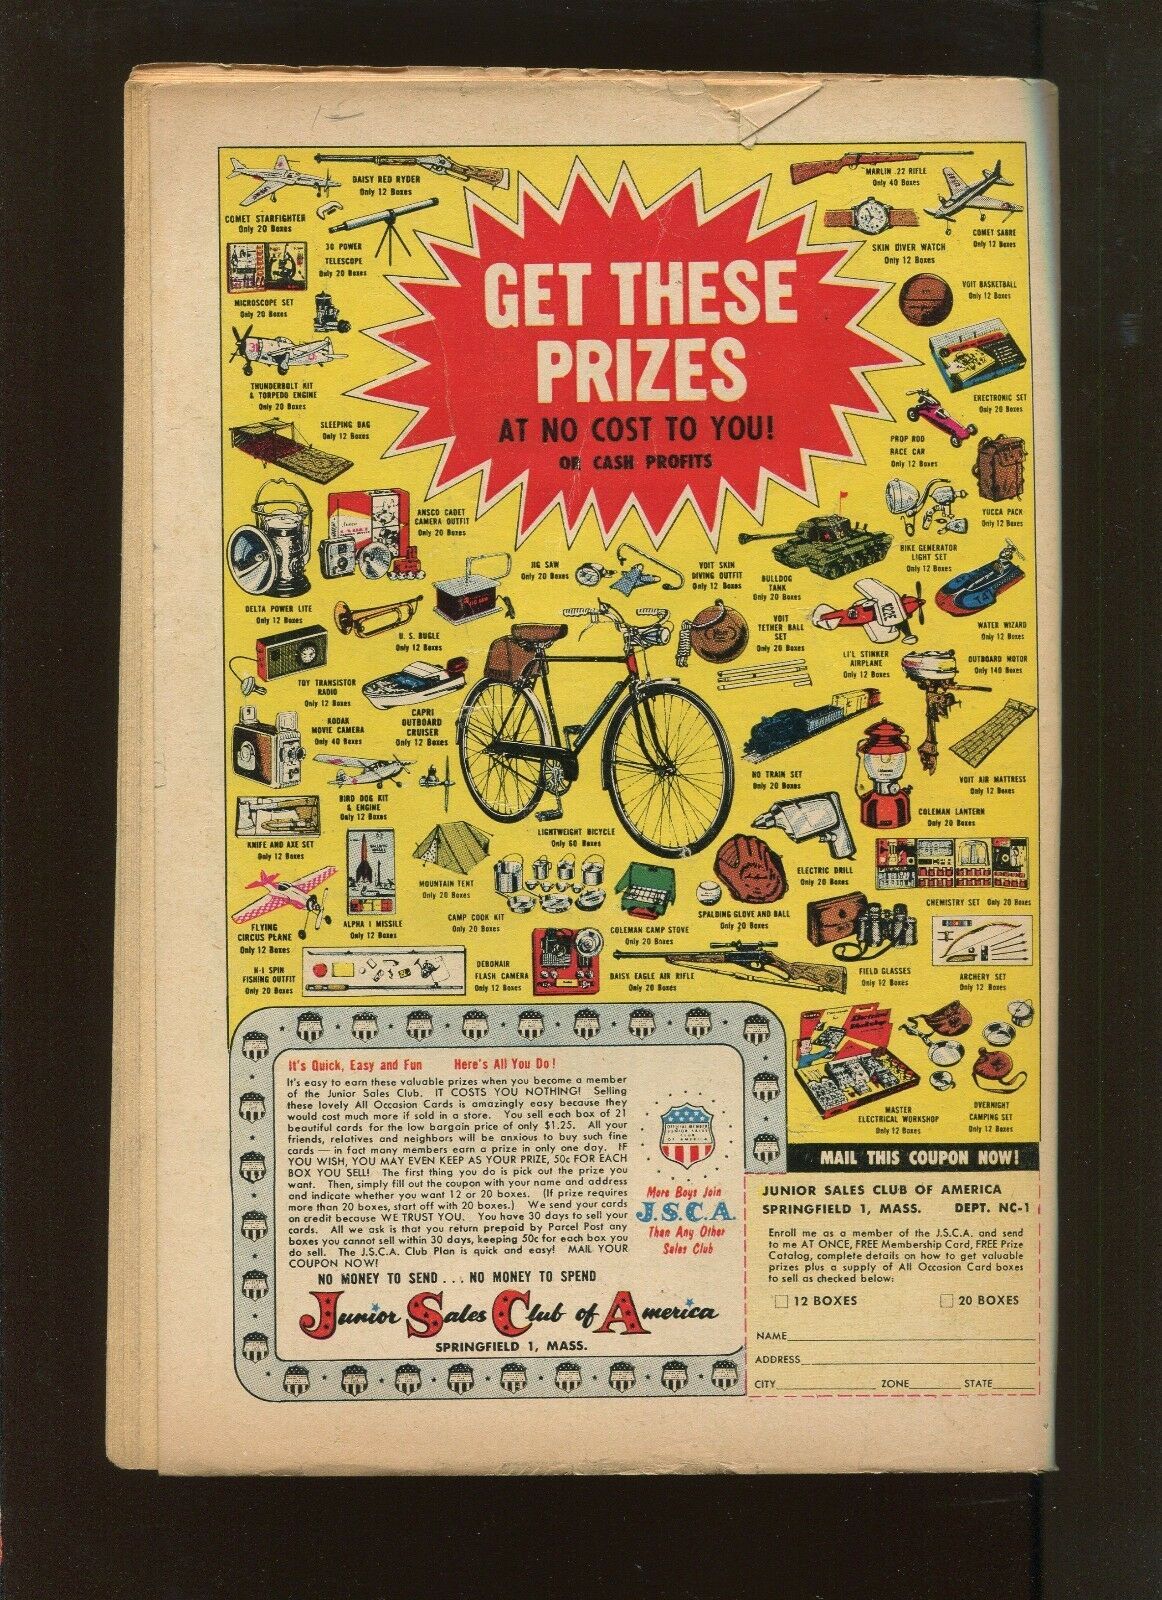 DAISY RED RYDER
Only 12 Boxes
MARLIN .22 RIFLE
Only 40 Boxes
COMET STARFIGHTER
Only 20 Boxes
30 POWER
TELESCOPE
Only 20 Boxes
SKIN DIVER WATCH
Only 12 Boxes
COMET SABRE
Only 12 Boxes
MICROSCOPE SET
Only 20 Boxes
VOIT BASKETBALL
Only 12 Boxes
GET THESE
PRIZES
AT NO COST TO YOU!
OR CASH PROFITS
THUNDERBOLT KIT
& TORPEDO ENGINE
Only 20 Boxes
ERECTRONIC SET
Only 20 Boxes
SLEEPING BAG
Only 12 Boxes
PROP ROD
RACE CAR
Only 12 Boxes
YUCCA PACK
Only 12 Boxes
ANSCO CADET
CAMERA OUTFIT
Only 20 Boxes
BIKE GENERATOR
LIGHT SET
Only 12 Boxes
JIG SAW
Only 20 Boxes
VOIT SKIN
DIVING OUTFIT
Only 12 Boxes
BULLDOG
TANK
Only 20 Boxes
DELTA POWER LITE
Only 12 Boxes
U. S. BUGLE
Only 12 Boxes
VOIT
TETHER BALL
SET
Only 20 Boxes
WATER WIZARD
Only 12 Boxes
LI'L STINKER
AIRPLANE
Only 12 Boxes
OUTBOARD MOTOR
Only 140 Boxes
TOY TRANSISTOR
RADIO
Only 12 Boxes
CAPRI
OUTBOARD
CRUISER
Only 12 Boxes
KODAK
MOVIE CAMERA
Only 40 Boxes
HO TRAIN SET
Only 20 Boxes
VOIT AIR MATTRESS
Only 12 Boxes
BIRD DOG KIT
& ENGINE
Only 12 Boxes
COLEMAN LANTERN
Only 20 Boxes
KNIFE AND AXE SET
Only 12 Boxes
LIGHTWEIGHT BICYCLE
Only 60 Boxes
MOUNTAIN TENT
Only 20 Boxes
ELECTRIC DRILL
Only 20 Boxes
CHEMISTRY SET Only 20 Boxes
FLYING
CIRCUS PLANE
Only 12 Boxes
ALPHA I MISSILE
Only 12 Boxes
CAMP COOK KIT
Only 20 Boxes
COLEMAN CAMP STOVE
Only 20 Boxes
SPALDING GLOVE AND BALL
Only 20 Boxes
N-1 SPIN
FISHING OUTFIT
Only 20 Boxes
DEBONAIR
FLASH CAMERA
Only 12 Boxes
DAISY EAGLE AIR RIFLE
Only 20 Boxes
FIELD GLASSES
Only 12 Boxes
ARCHERY SET
Only 12 Boxes
MASTER
ELECTRICAL WORKSHOP
Only 12 Boxes
OVERNIGHT
CAMPING SET
Only 12 Boxes
It's Quick, Easy and Fun Here's All You Do!
It's easy to earn these valuable prizes when you become a member
of the Junior Sales Club. IT COSTS YOU NOTHING! Selling
these lovely All Occasion Cards is amazingly easy because they
would cost much more if sold in a store. You sell each box of 21
beautiful cards for the low bargain price of only $1.25. All your
friends, relatives and neighbors will be anxious to buy such fine
cards — in fact many members earn a prize in only one day. IF
YOU WISH, YOU MAY EVEN KEEP AS YOUR PRIZE, 50c FOR EACH
BOX YOU SELL! The first thing you do is pick out the prize you
want. Then, simply fill out the coupon with your name and address
and indicate whether you want 12 or 20 boxes. (If prize requires
more than 20 boxes, start off with 20 boxes.) We send your cards
on credit because WE TRUST YOU. You have 30 days to sell your
cards. All we ask is that you return prepaid by Parcel Post any
boxes you cannot sell within 30 days, keeping 50c for each box you
do sell. The J.S.C.A. Club Plan is quick and easy! MAIL YOUR
COUPON NOW!
NO MONEY TO SEND . . . NO MONEY TO SPEND
Junior Sales Club of America
SPRINGFIELD 1, MASS.
OFFICIAL MEMBER
JUNIOR SALES
CLUB
OF AMERICA
More Boys Join
J.S.C.A.
Than Any Other
Sales Club
MAIL THIS COUPON NOW!
JUNIOR SALES CLUB OF AMERICA
SPRINGFIELD 1, MASS. DEPT. NC-1
Enroll me as a member of the J.S.C.A. and send
to me AT ONCE, FREE Membership Card, FREE Prize
Catalog, complete details on how to get valuable
prizes plus a supply of All Occasion Card boxes
to sell as checked below:
12 BOXES 20 BOXES
NAME
ADDRESS
CITY ZONE STATE